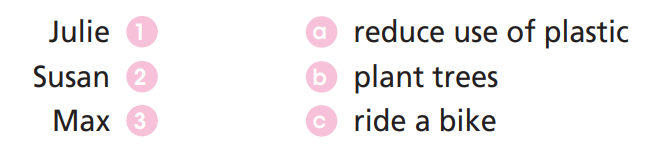 Julie 1 a reduce use of plastic
Susan 2 b plant trees
Max 3 c ride a bike